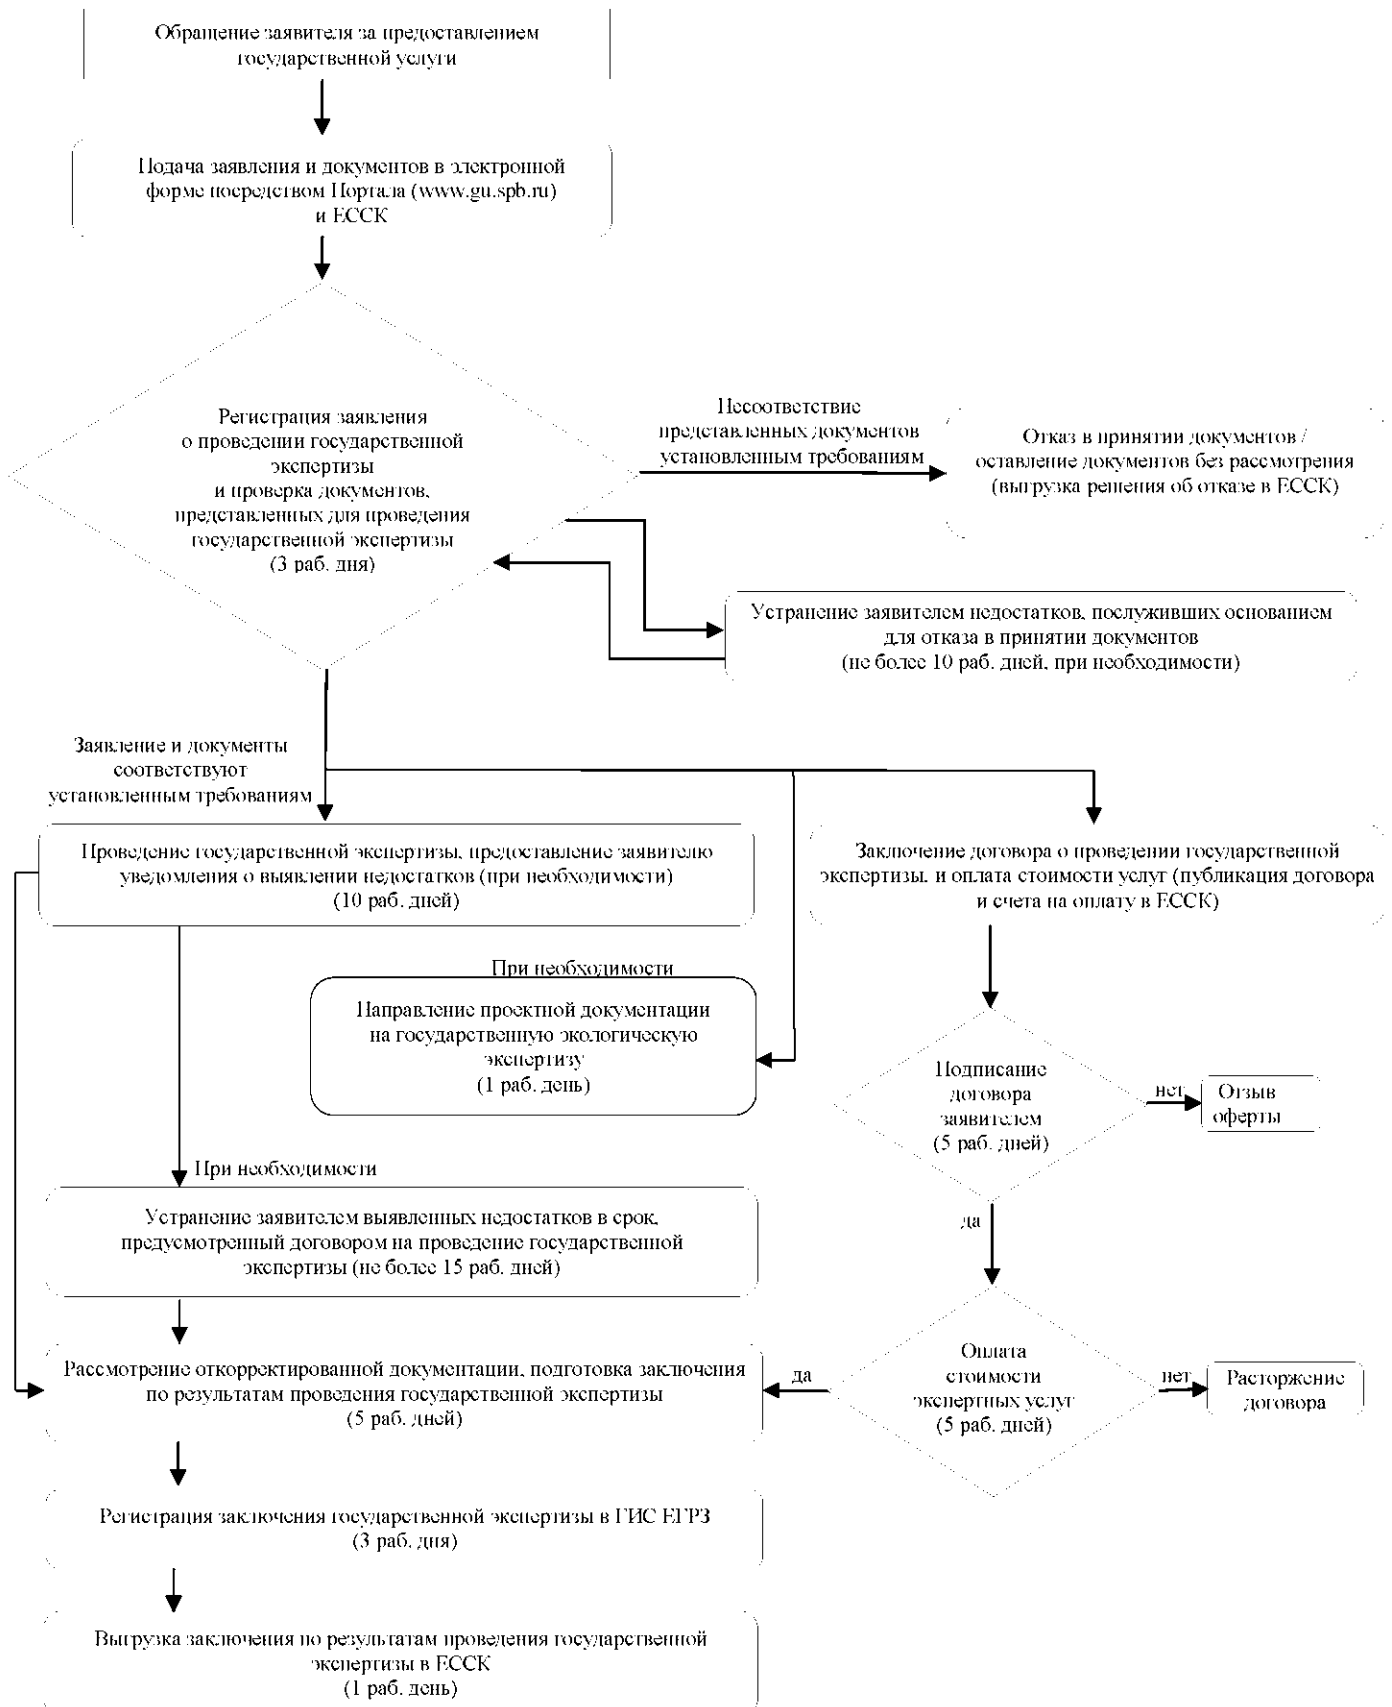 Обращение заявителя за предоставлением
государственной услуги
Подача заявления и документов в электронной
форме посредством Портала (www.gu.spb.ru)
и ЕССК
Регистрация заявления
о проведении государственной
экспертизы
и проверка документов,
представленных для проведения
государственной экспертизы
(3 раб. дня)
Несоответствие
представленных документов
установленным требованиям
Отказ в принятии документов /
оставление документов без рассмотрения
(выгрузка решения об отказе в ЕССК)
Устранение заявителем недостатков, послуживших основанием
для отказа в принятии документов
(не более 10 раб. дней, при необходимости)
Заявление и документы
соответствуют
установленным требованиям
Проведение государственной экспертизы, предоставление заявителю
уведомления о выявлении недостатков (при необходимости)
(10 раб. дней)
Заключение договора о проведении государственной
экспертизы, и оплата стоимости услуг (публикация договора
и счета на оплату в ЕССК)
При необходимости
Направление проектной документации
на государственную экологическую
экспертизу
(1 раб. день)
Подписание
договора
заявителем
(5 раб. дней)
нет
Отзыв
оферты
При необходимости
Устранение заявителем выявленных недостатков в срок,
предусмотренный договором на проведение государственной
экспертизы (не более 15 раб. дней)
да
Рассмотрение откорректированной документации, подготовка заключения
по результатам проведения государственной экспертизы
(5 раб. дней)
да
Оплата
стоимости
экспертных услуг
(5 раб. дней)
нет
Расторжение
договора
Регистрация заключения государственной экспертизы в ГИС ЕГРЗ
(3 раб. дня)
Выгрузка заключения по результатам проведения государственной
экспертизы в ЕССК
(1 раб. день)